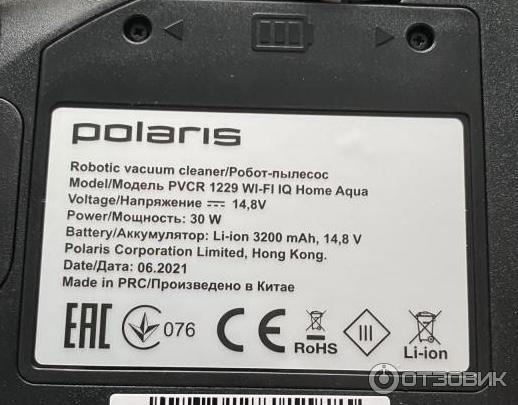 polaris
Robotic vacuum cleaner/Робот-пылесос
Model/Модель PVCR 1229 WI-FI IQ Home Aqua
Voltage/Напряжение ⎓ 14,8V
Power/Мощность: 30 W
Battery/Аккумулятор: Li-ion 3200 mAh, 14,8 V
Polaris Corporation Limited, Hong Kong.
Date/Дата: 06.2021
Made in PRC/Произведено в Китае
EAC 076 CE RoHS III Li-ion
ОТЗОВИК